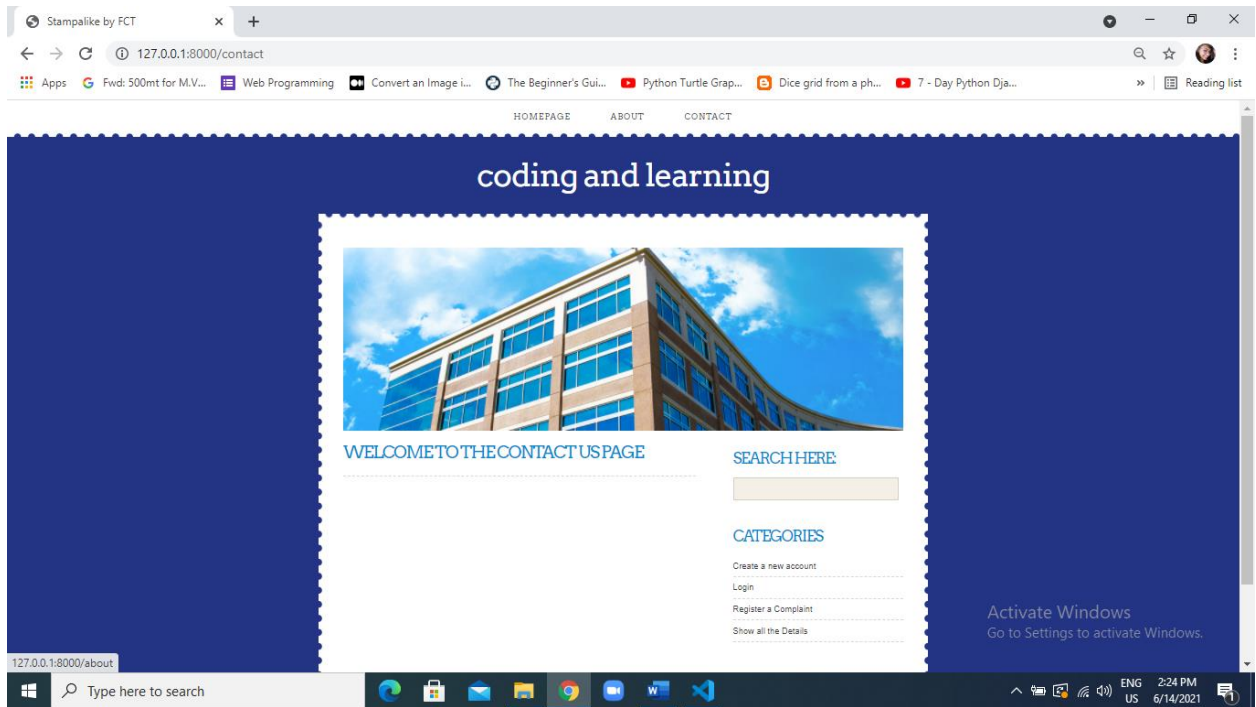 Stampalike by FCT
127.0.0.1:8000/contact
Apps Fwd: 500mt for M.V... Web Programming Convert an Image i... The Beginner's Gui... Python Turtle Grap... Dice grid from a ph... 7 - Day Python Dja... » Reading list
HOMEPAGE ABOUT CONTACT
coding and learning
WELCOME TO THE CONTACT US PAGE
SEARCH HERE:
CATEGORIES
Create a new account
Login
Register a Complaint
Show all the Details
Activate Windows
Go to Settings to activate Windows.
127.0.0.1:8000/about
Type here to search
ENG 2:24 PM
US 6/14/2021
1